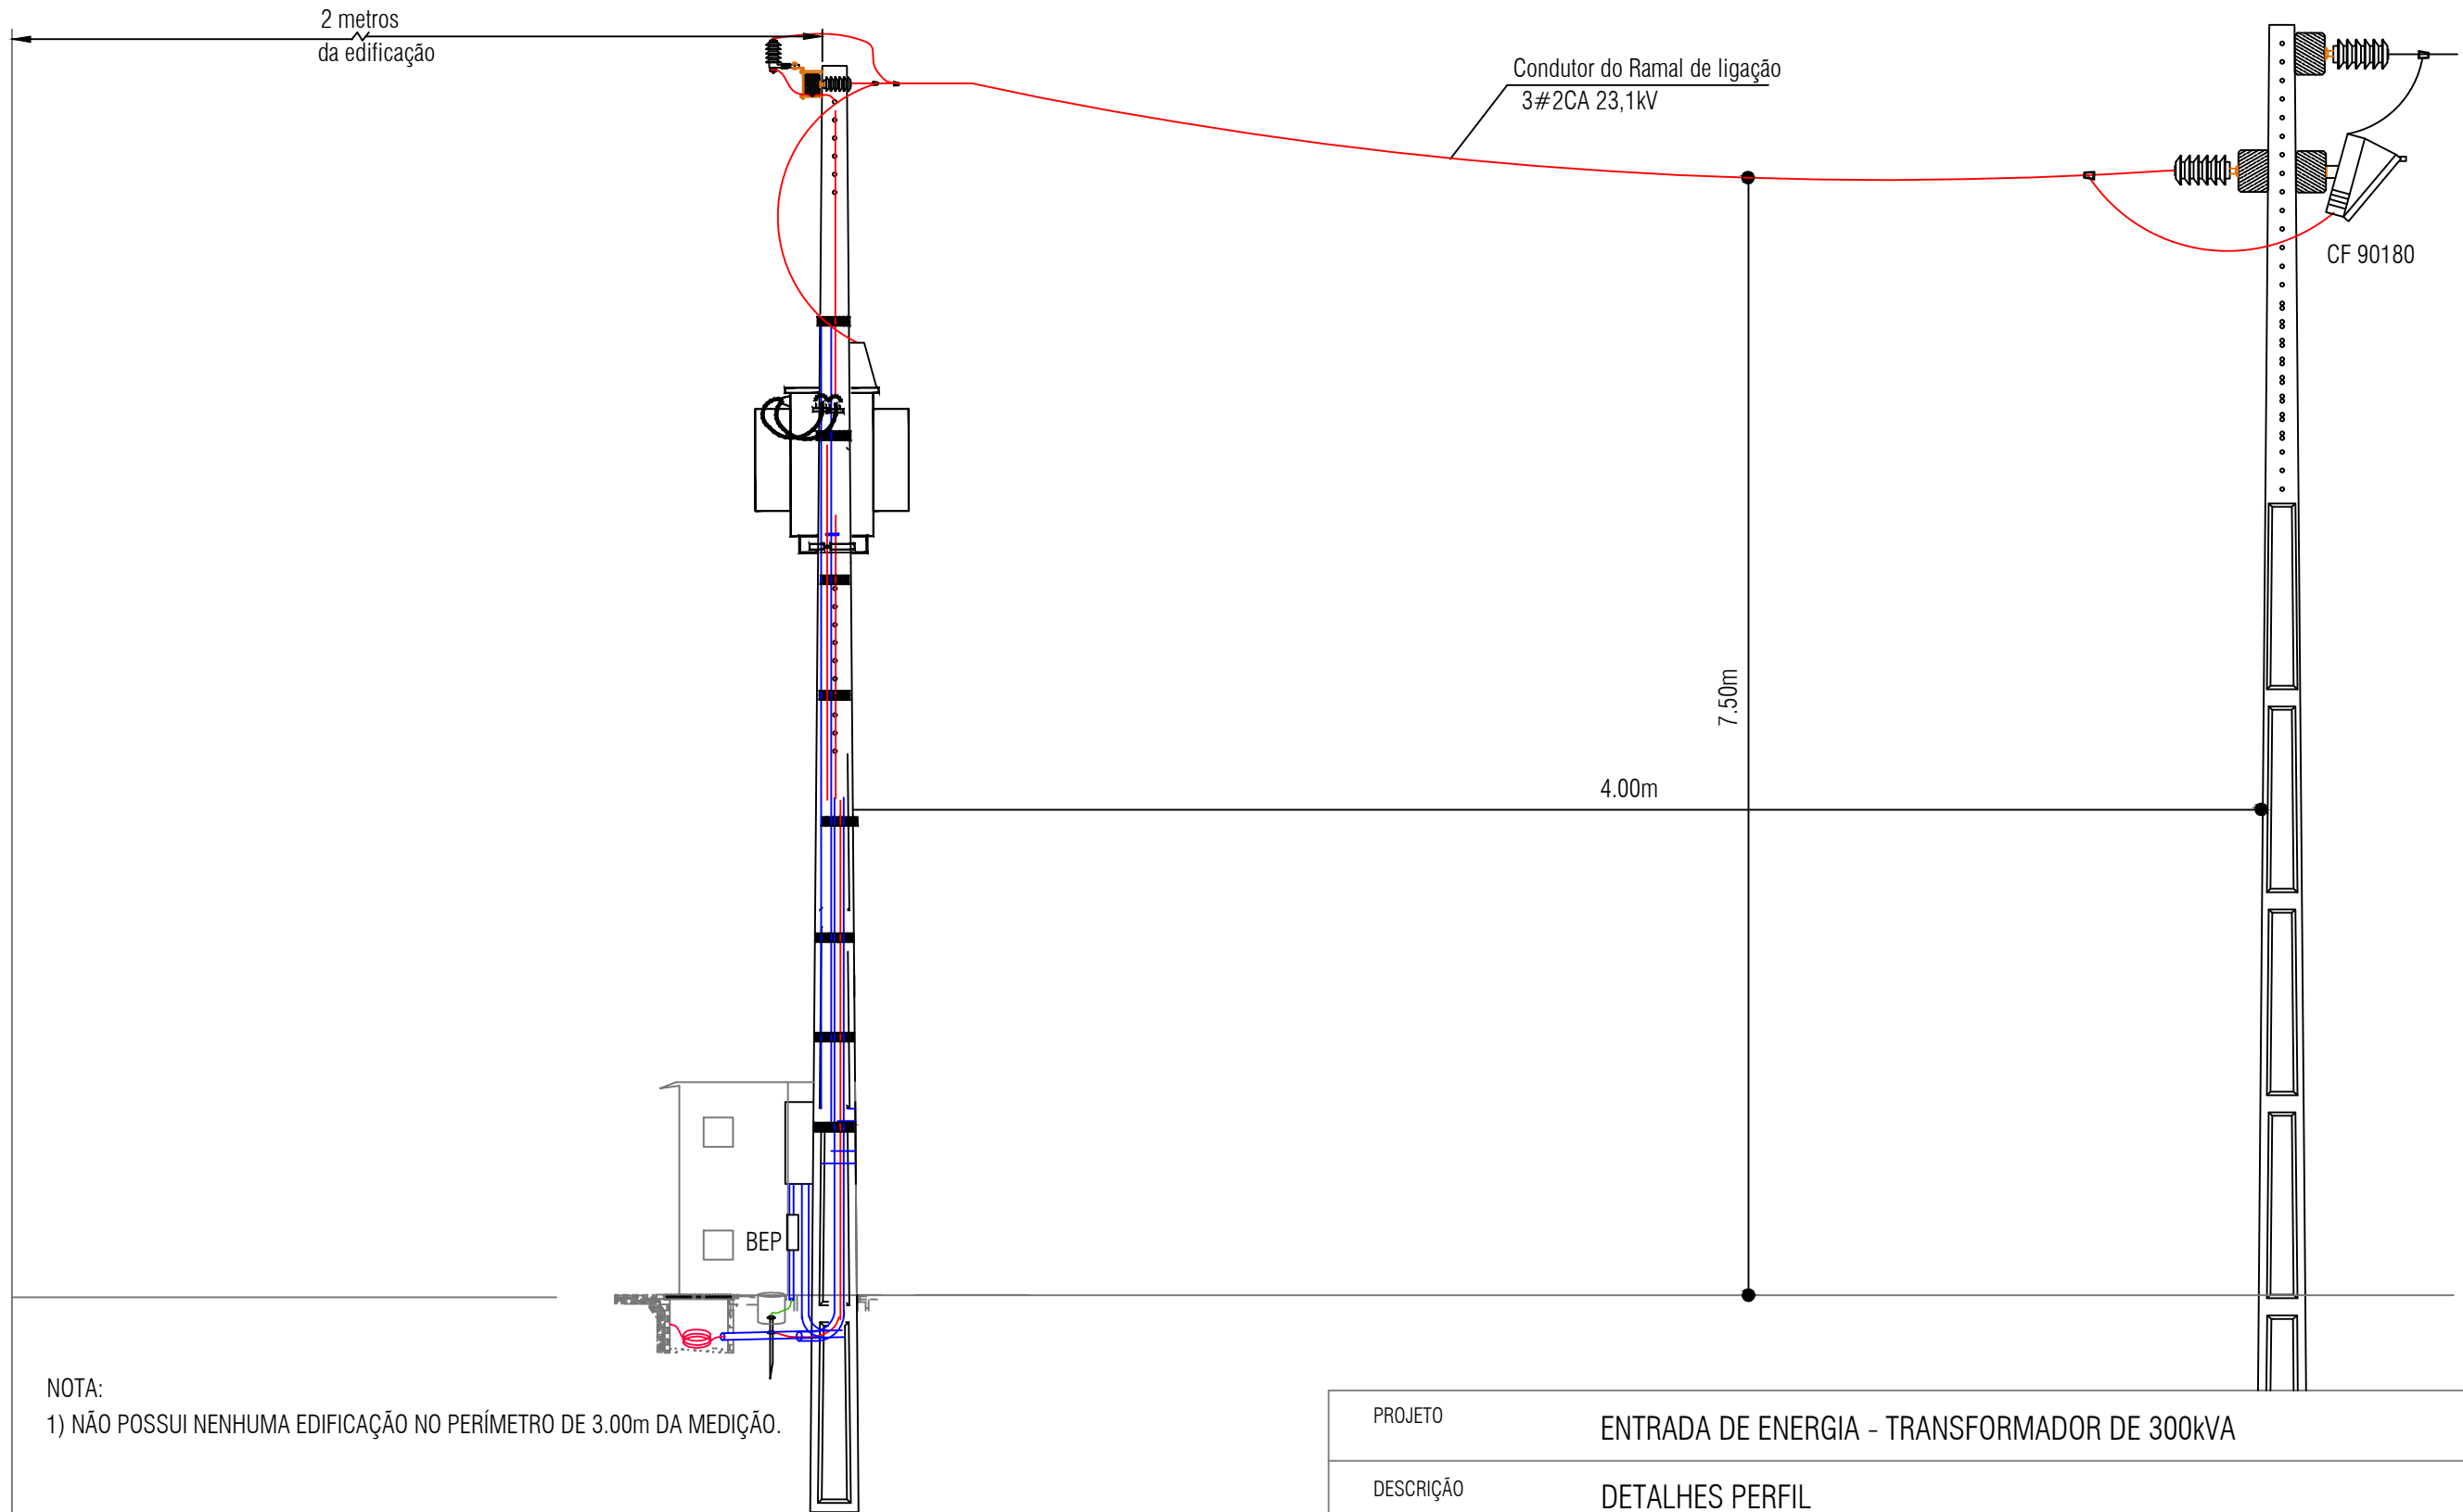 2 metros
da edificação
Condutor do Ramal de ligação
3#2CA 23,1kV
CF 90180
7.50m
4.00m
BEP
NOTA:
1) NÃO POSSUI NENHUMA EDIFICAÇÃO NO PERÍMETRO DE 3.00m DA MEDIÇÃO.
PROJETO
ENTRADA DE ENERGIA - TRANSFORMADOR DE 300kVA
DESCRIÇÃO
DETALHES PERFIL